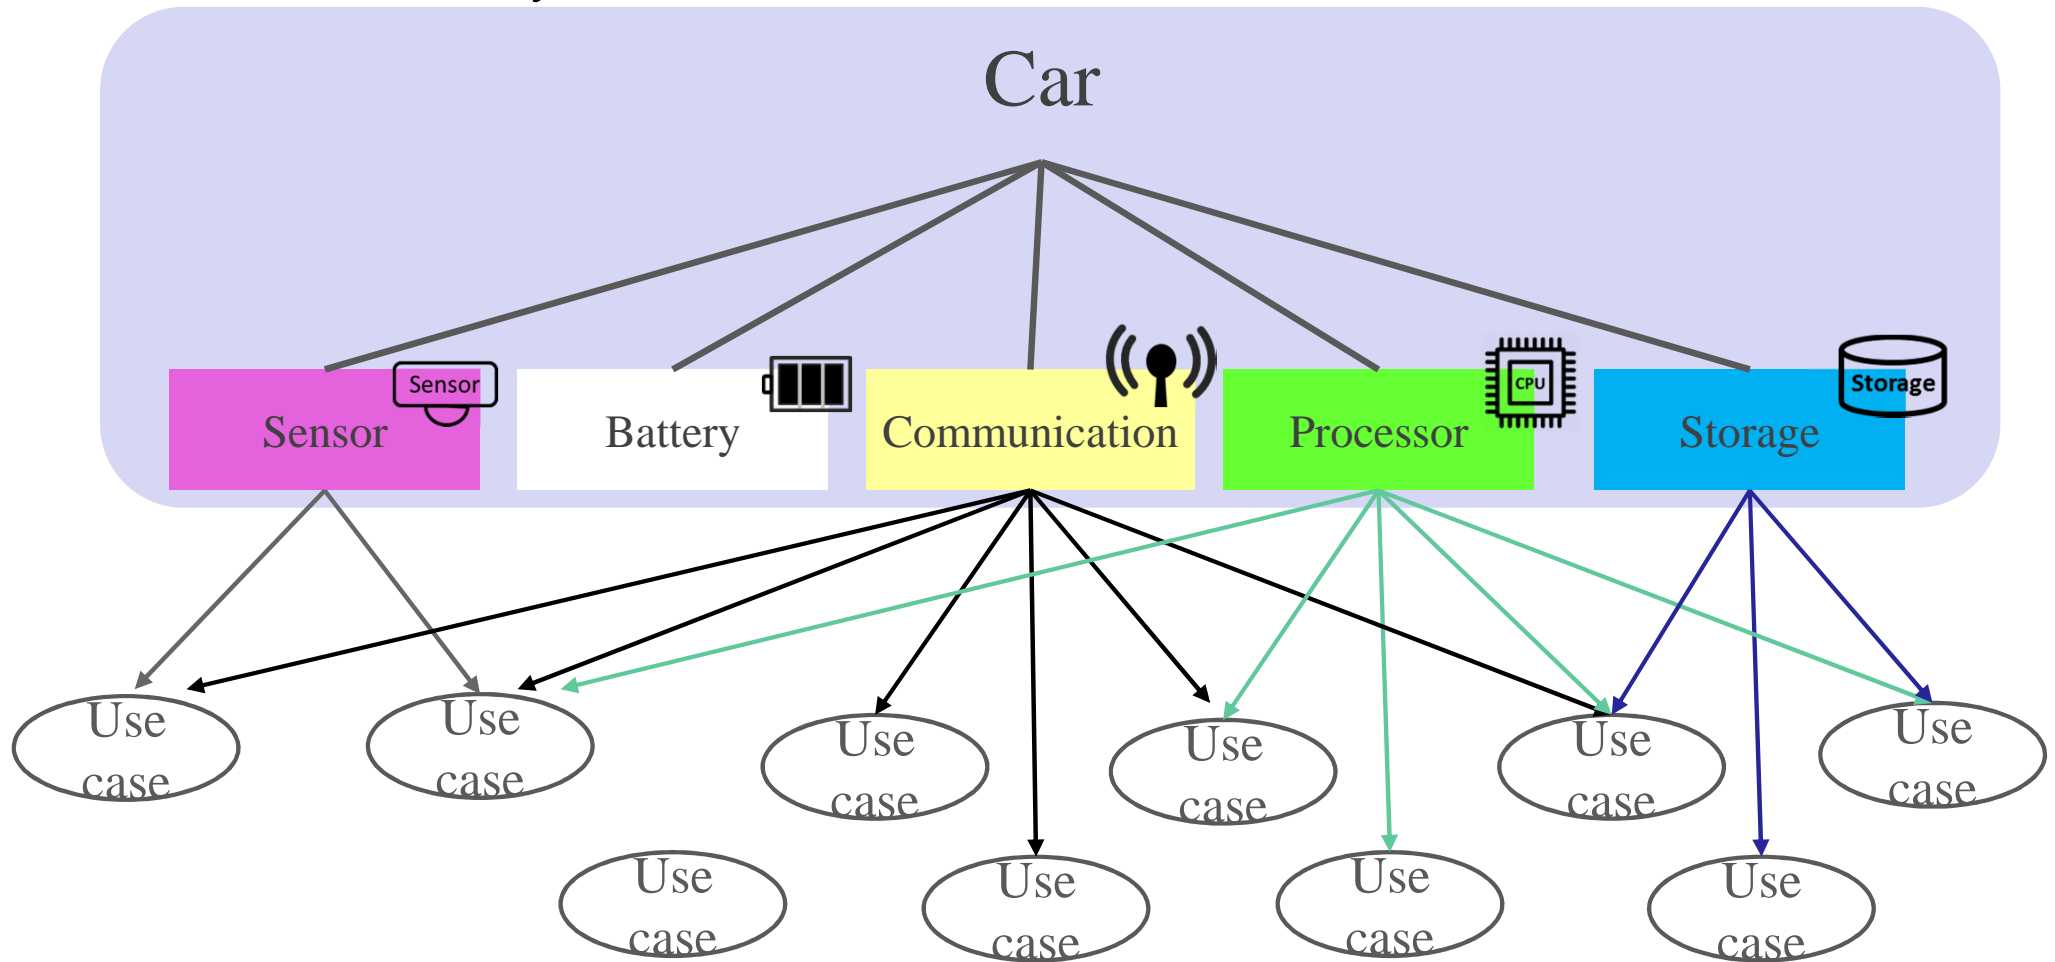 Car
Sensor
Sensor
Battery
Communication
Processor
CPU
Storage
Storage
Use
case
Use
case
Use
case
Use
case
Use
case
Use
case
Use
case
Use
case
Use
case
Use
case